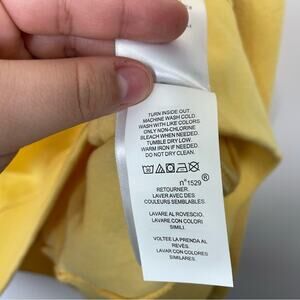 TURN INSIDE OUT.
MACHINE WASH COLD.
WASH WITH LIKE COLORS.
ONLY NON-CHLORINE
BLEACH WHEN NEEDED.
TUMBLE DRY LOW.
WARM IRON IF NEEDED.
DO NOT DRY CLEAN.
n°1529®
RETOURNER.
LAVER AVEC DES
COULEURS SEMBLABLES.
LAVARE AL ROVESCIO.
LAVARE CON COLORI
SIMILI.
VOLTEE LA PRENDA AL
REVÉS.
LAVAR CON COLORES
SIMILARES.